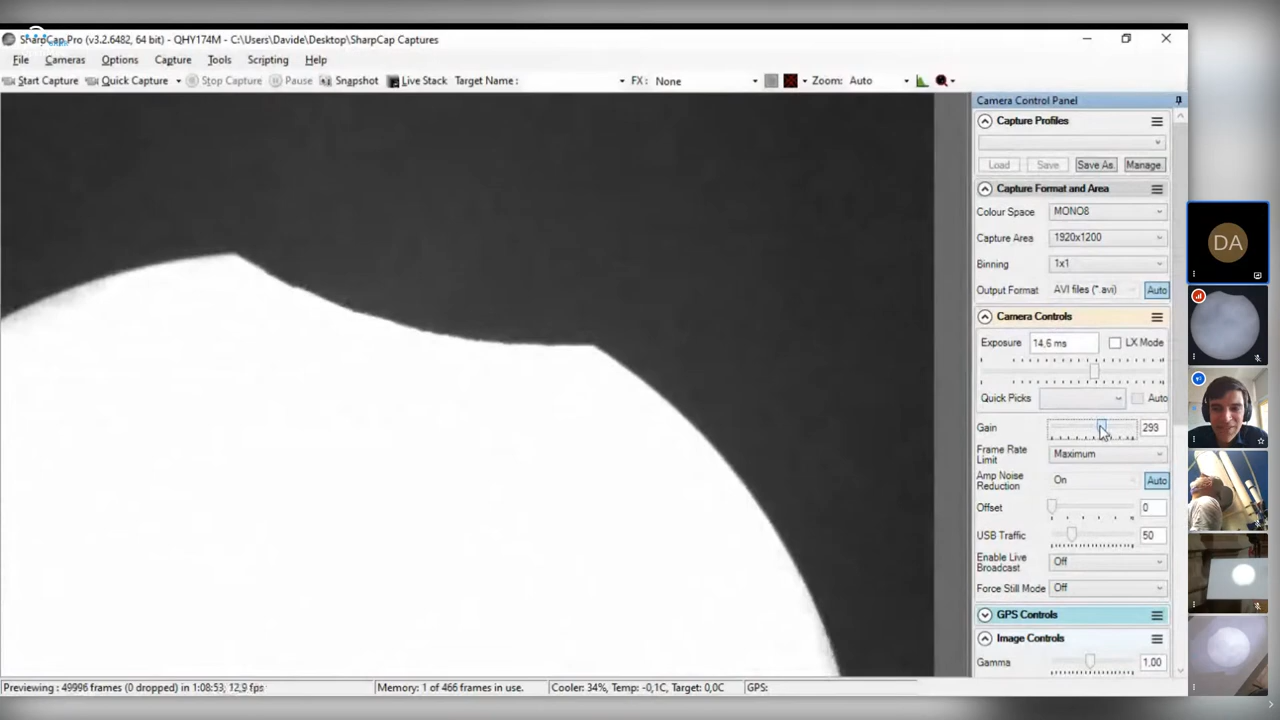 SharpCap Pro (v3.2.6482, 64 bit) - QHY174M - C:\Users\Davide\Desktop\SharpCap Captures
File Cameras Options Capture Tools Scripting Help
Start Capture Quick Capture Stop Capture Pause Snapshot Live Stack Target Name : FX: None Zoom: Auto
Camera Control Panel
Capture Profiles
Load Save Save As. Manage.
Capture Format and Area
Colour Space MONO8
Capture Area 1920x1200
Binning 1x1
Output Format AVI files (*.avi) Auto
Camera Controls
Exposure 14.6 ms LX Mode
Quick Picks Auto
Gain 293
Frame Rate Limit Maximum
Amp Noise Reduction On Auto
Offset 0
USB Traffic 50
Enable Live Broadcast Off
Force Still Mode Off
GPS Controls
Image Controls
Gamma 1.00
Previewing : 49996 frames (0 dropped) in 1:08:53, 12,9 fps Memory: 1 of 466 frames in use. Cooler: 34%, Temp: -0,1C, Target: 0,0C GPS:
DA